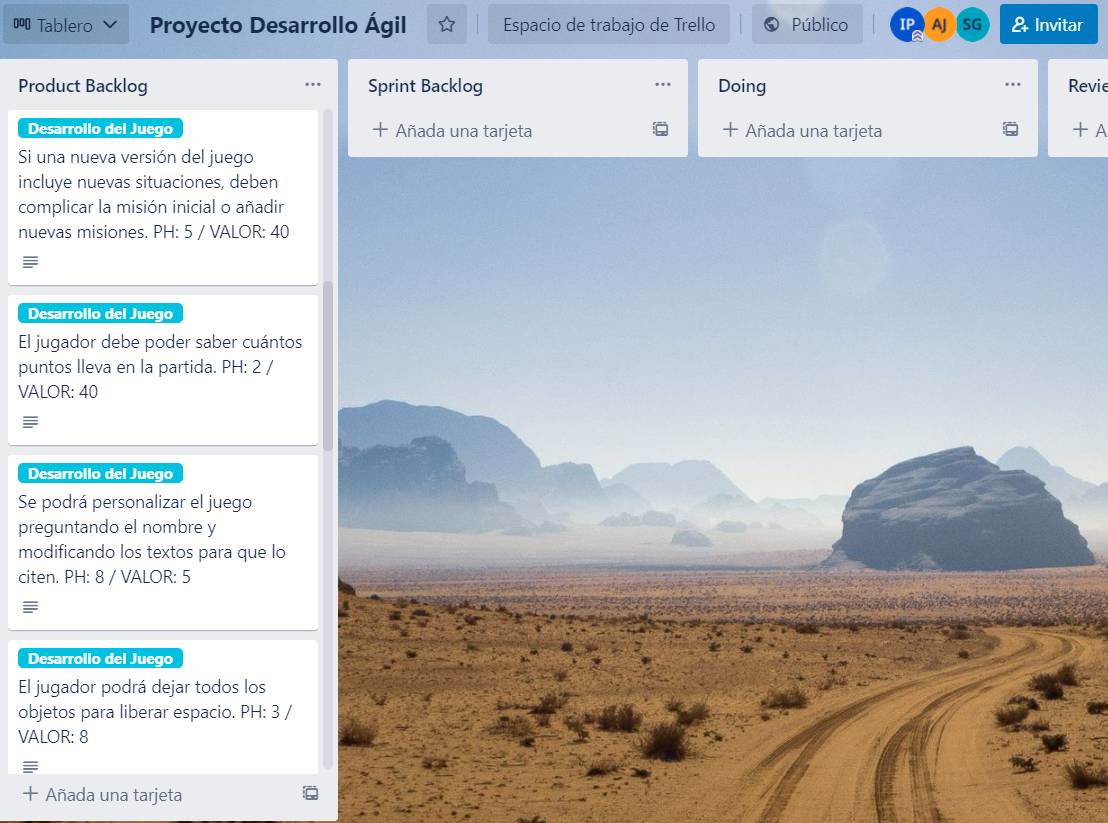 Tablero
Proyecto Desarrollo Ágil
Espacio de trabajo de Trello
Público
IP
AJ
SG
Invitar
Product Backlog
Desarrollo del Juego
Si una nueva versión del juego
incluye nuevas situaciones, deben
complicar la misión inicial o añadir
nuevas misiones. PH: 5 / VALOR: 40
Desarrollo del Juego
El jugador debe poder saber cuántos
puntos lleva en la partida. PH: 2 /
VALOR: 40
Desarrollo del Juego
Se podrá personalizar el juego
preguntando el nombre y
modificando los textos para que lo
citen. PH: 8 / VALOR: 5
Desarrollo del Juego
El jugador podrá dejar todos los
objetos para liberar espacio. PH: 3 /
VALOR: 8
+ Añada una tarjeta
Sprint Backlog
+ Añada una tarjeta
Doing
+ Añada una tarjeta
Revie
+ A